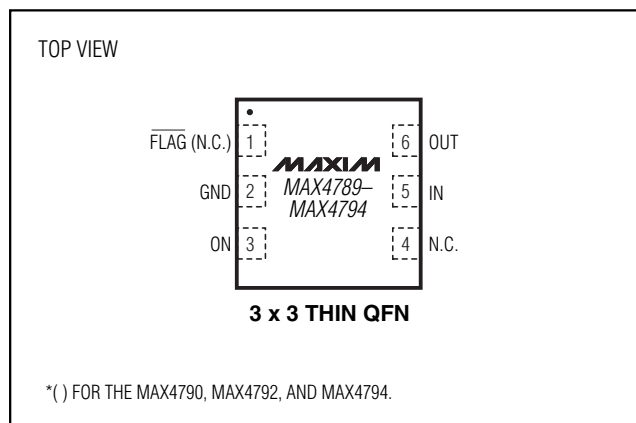 TOP VIEW
FLAG (N.C.) 1
GND 2
ON 3
MAXIM
MAX4789–
MAX4794
6 OUT
5 IN
4 N.C.
3 x 3 THIN QFN
*( ) FOR THE MAX4790, MAX4792, AND MAX4794.